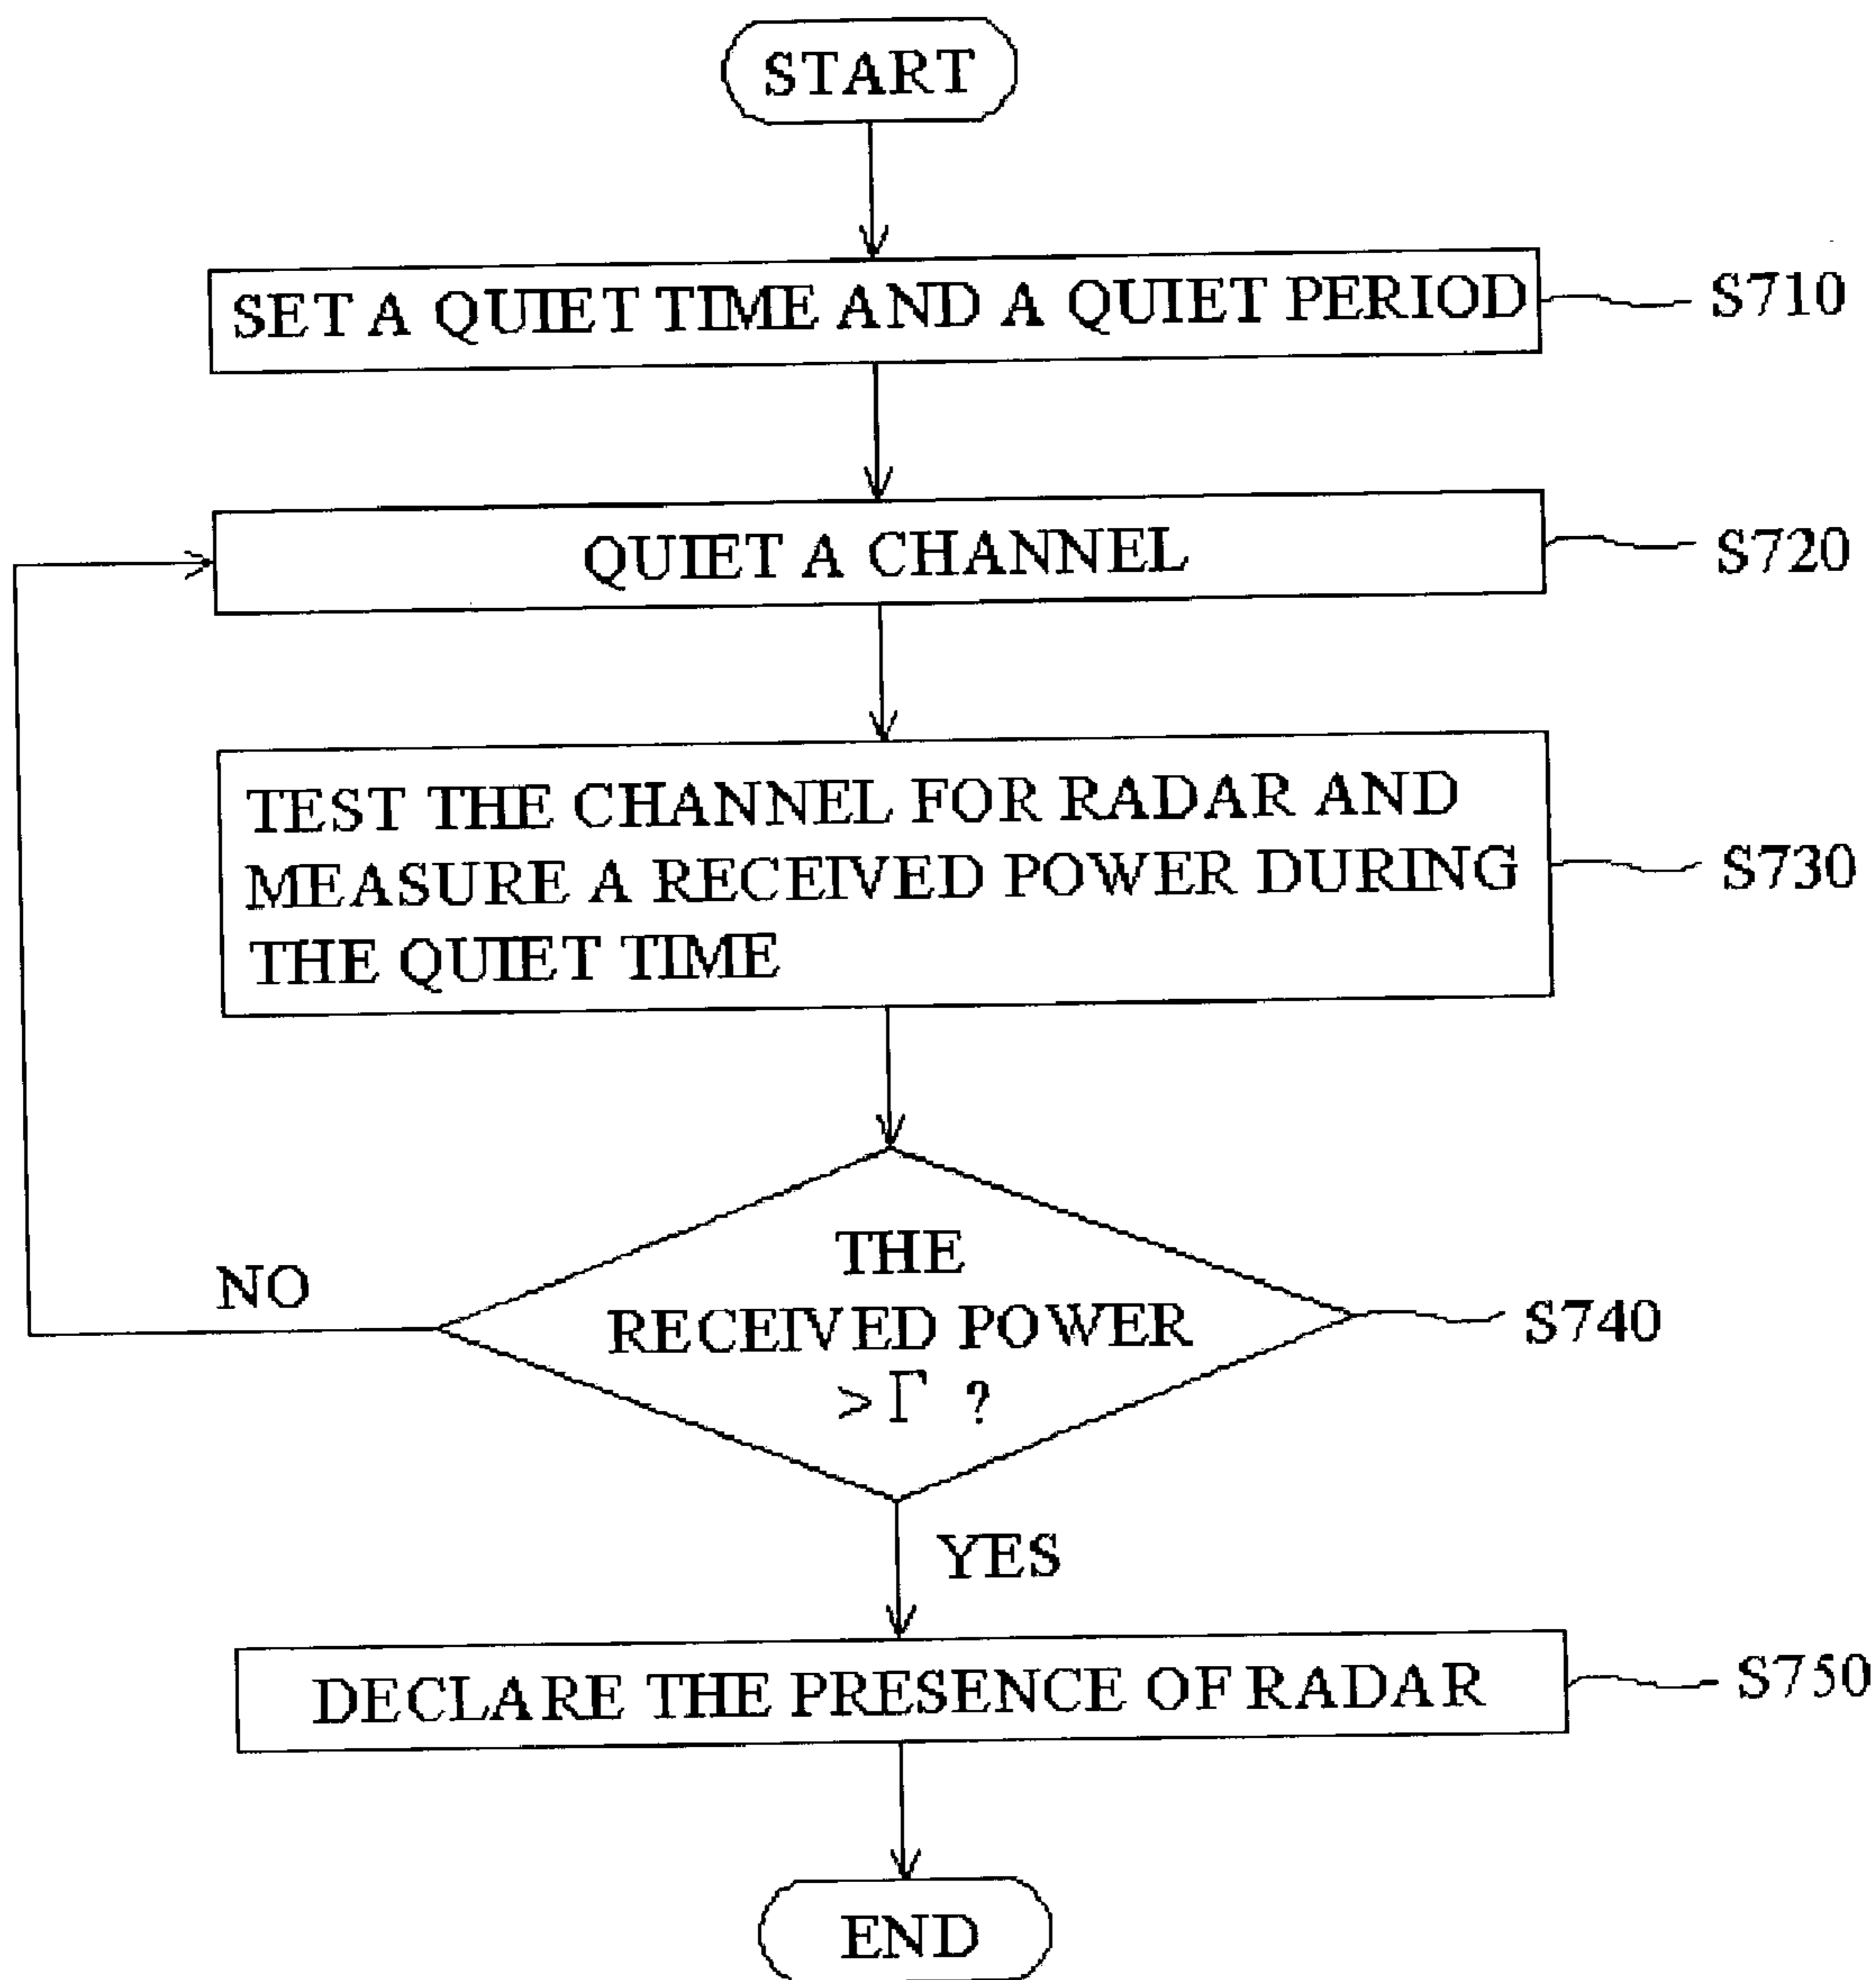 START
SET A QUIET TIME AND A QUIET PERIOD
S710
QUIET A CHANNEL
S720
TEST THE CHANNEL FOR RADAR AND
MEASURE A RECEIVED POWER DURING
THE QUIET TIME
S730
THE
RECEIVED POWER
>Γ ?
S740
NO
YES
DECLARE THE PRESENCE OF RADAR
S750
END